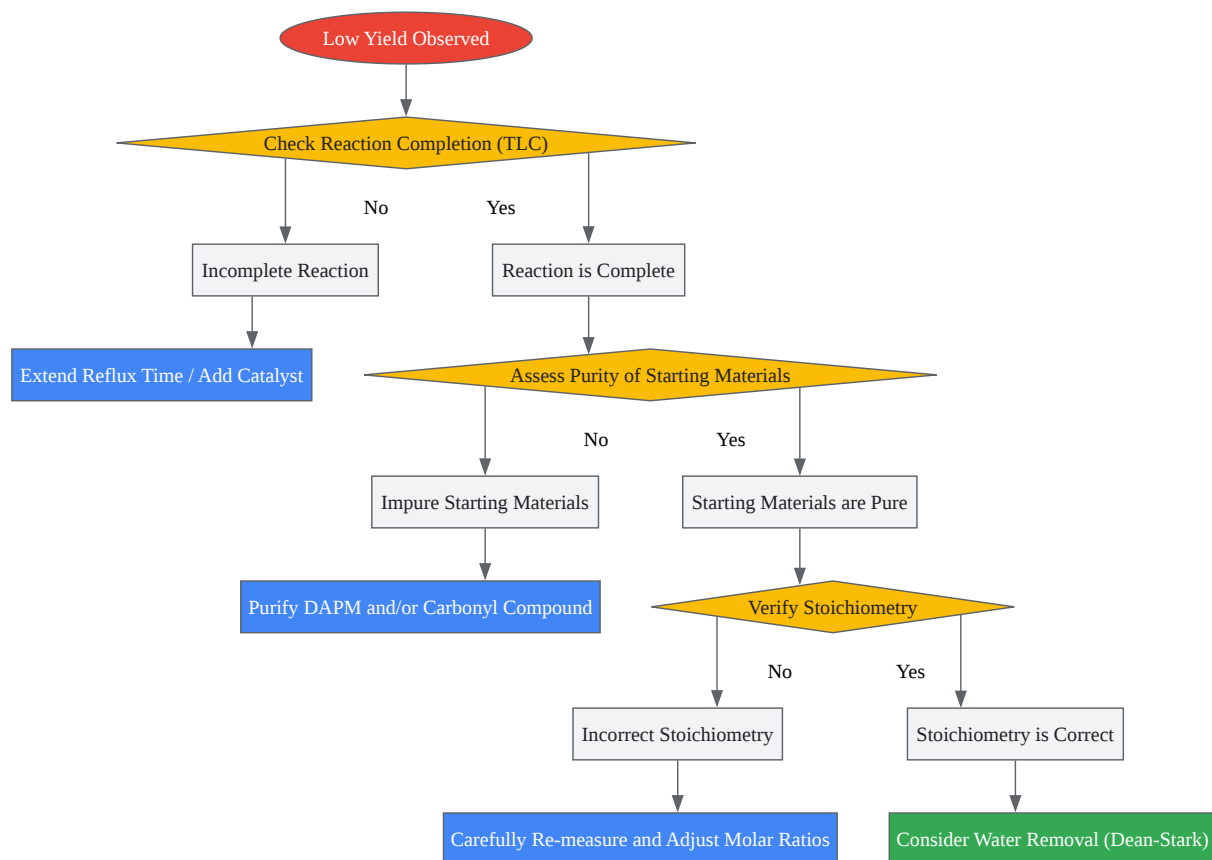 Low Yield Observed
Check Reaction Completion (TLC)
No
Yes
Incomplete Reaction
Reaction is Complete
Extend Reflux Time / Add Catalyst
Assess Purity of Starting Materials
No
Yes
Impure Starting Materials
Starting Materials are Pure
Purify DAPM and/or Carbonyl Compound
Verify Stoichiometry
No
Yes
Incorrect Stoichiometry
Stoichiometry is Correct
Carefully Re-measure and Adjust Molar Ratios
Consider Water Removal (Dean-Stark)